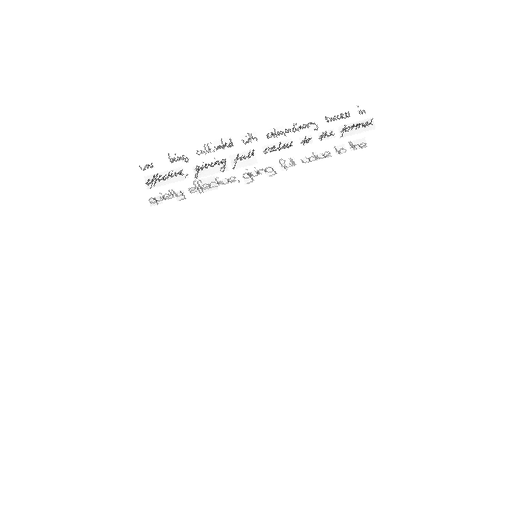 was being cultivated with extraordinary success in
effective, giving full value to the formal
quietly effective, giving full value to the